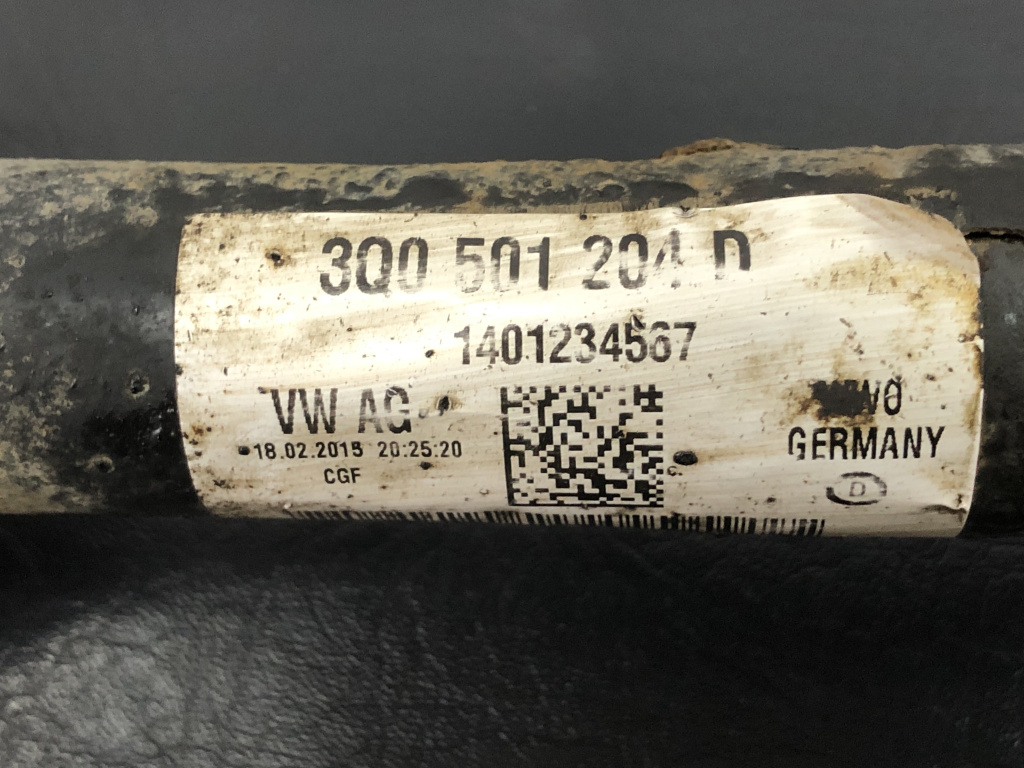 3Q0 501 204 D
1401234567
VW AG
18.02.2015 20:25:20
CGF
GERMANY
D